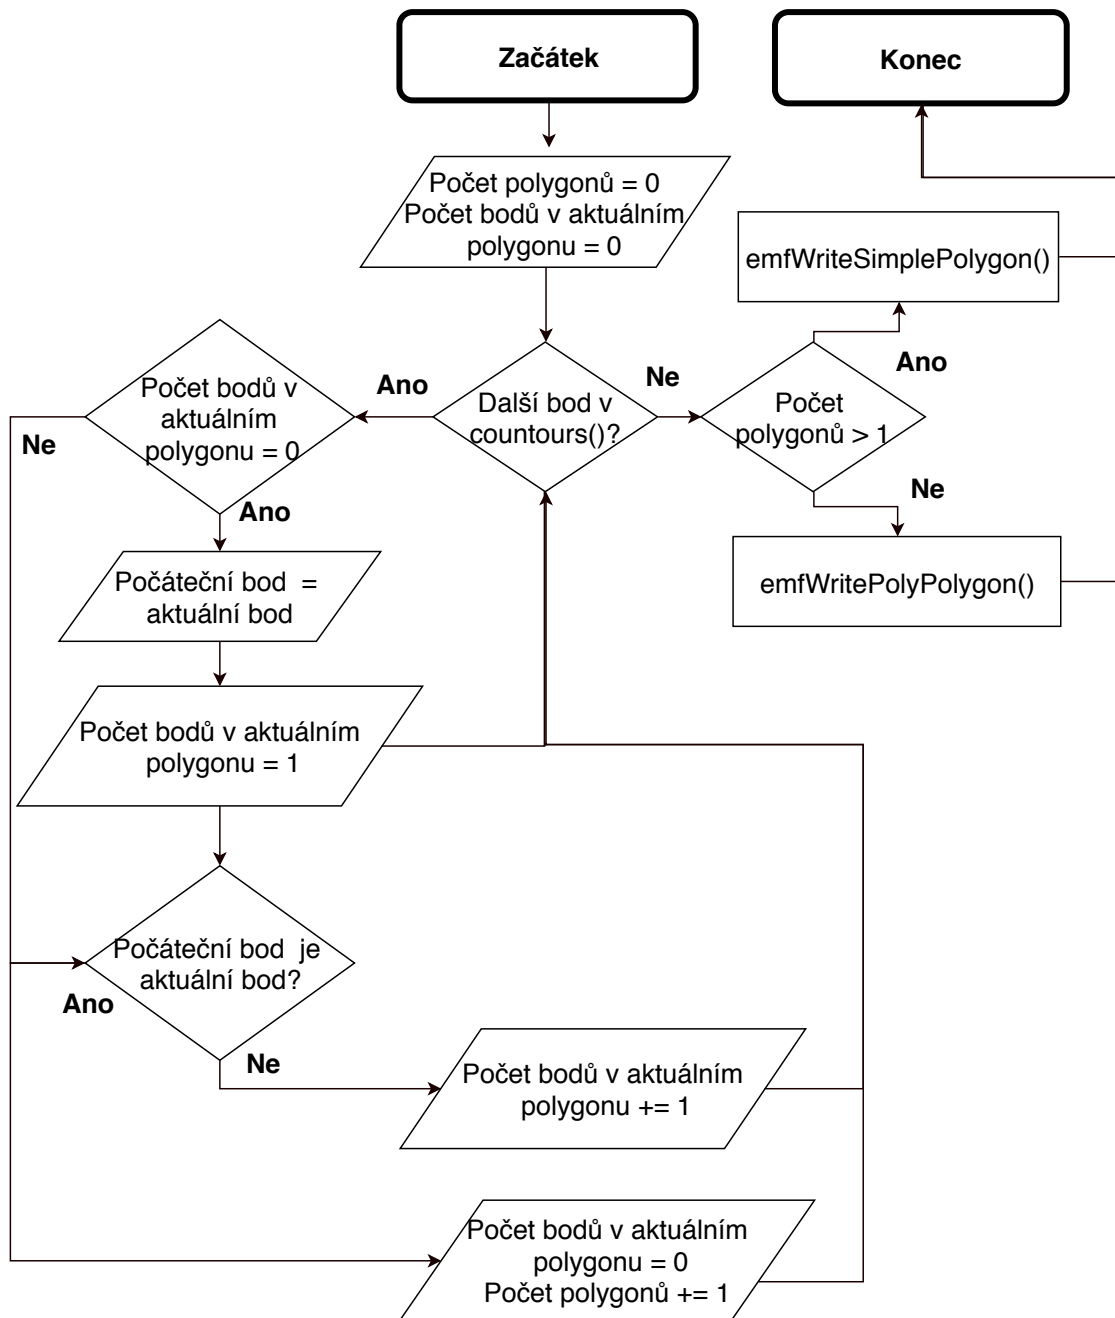 Začátek
Konec
Počet polygonů = 0
Počet bodů v aktuálním
polygonu = 0
emfWriteSimplePolygon()
Počet bodů v
aktuálním
polygonu = 0
Ano
Další bod v
countours()?
Ne
Počet
polygonů > 1
Ano
Ne
Ne
Ano
Počáteční bod =
aktuální bod
emfWritePolyPolygon()
Počet bodů v aktuálním
polygonu = 1
Počáteční bod je
aktuální bod?
Ano
Ne
Počet bodů v aktuálním
polygonu += 1
Počet bodů v aktuálním
polygonu = 0
Počet polygonů += 1